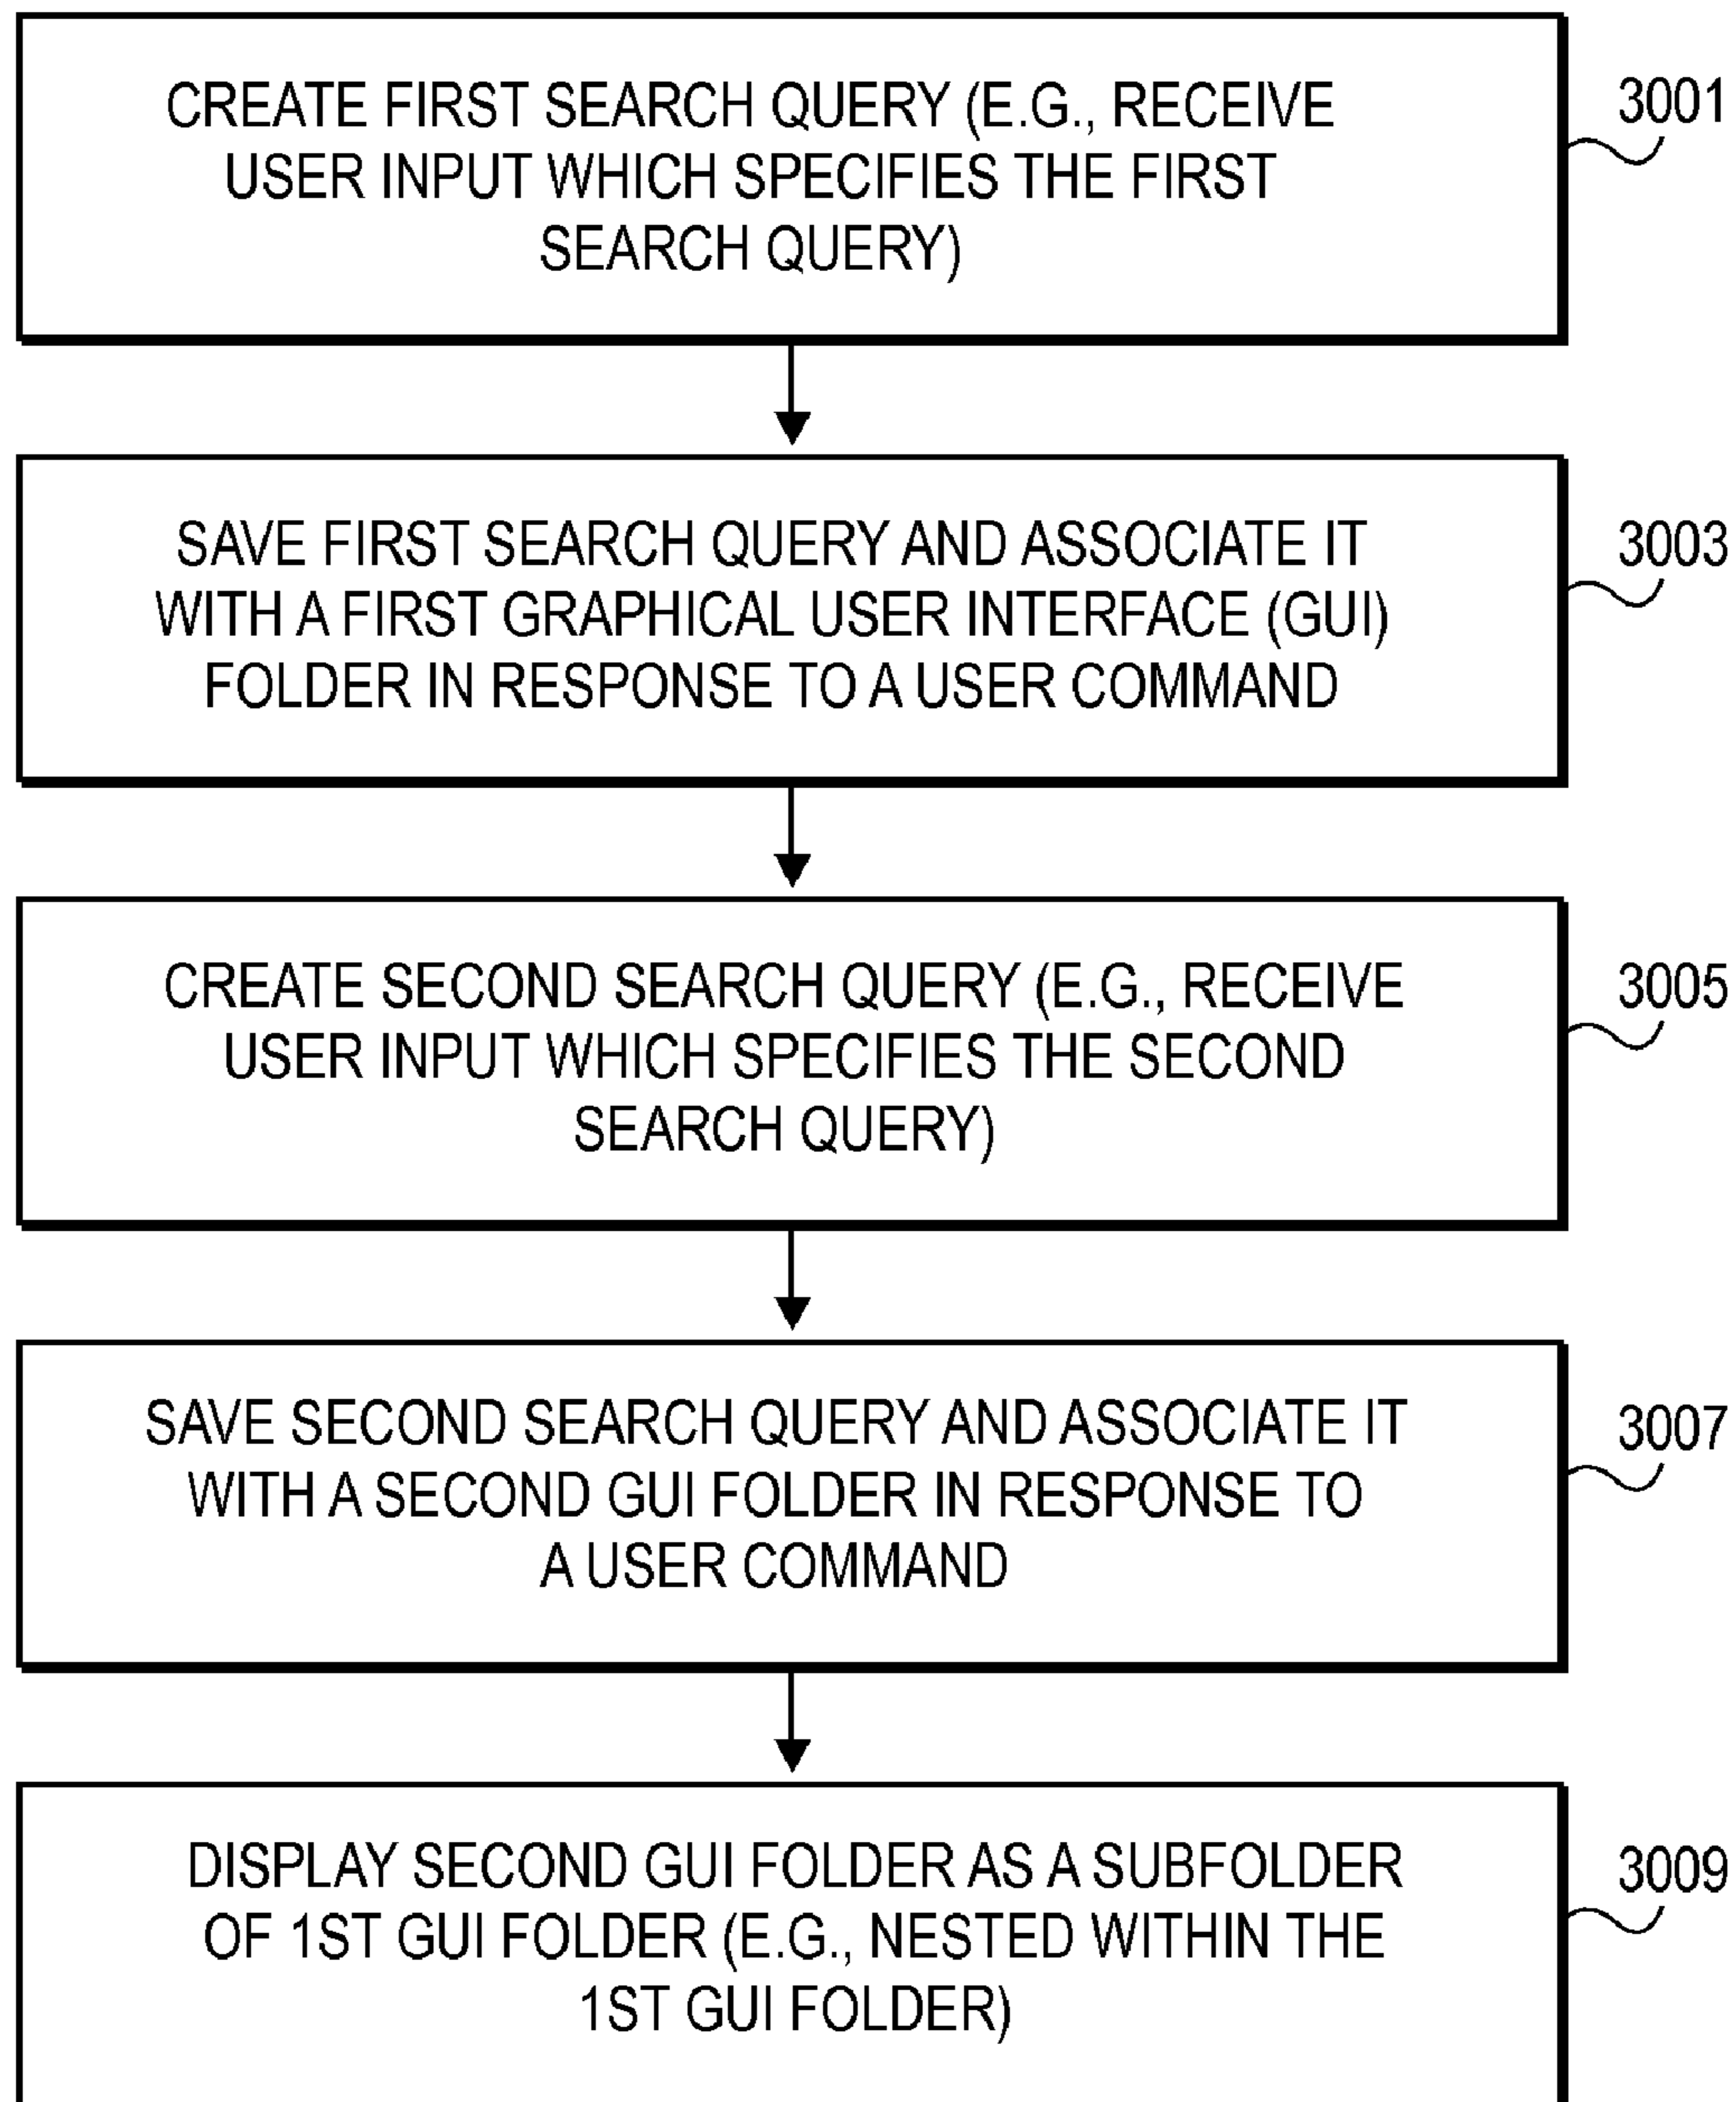 CREATE FIRST SEARCH QUERY (E.G., RECEIVE
USER INPUT WHICH SPECIFIES THE FIRST
SEARCH QUERY)
3001
SAVE FIRST SEARCH QUERY AND ASSOCIATE IT
WITH A FIRST GRAPHICAL USER INTERFACE (GUI)
FOLDER IN RESPONSE TO A USER COMMAND
3003
CREATE SECOND SEARCH QUERY (E.G., RECEIVE
USER INPUT WHICH SPECIFIES THE SECOND
SEARCH QUERY)
3005
SAVE SECOND SEARCH QUERY AND ASSOCIATE IT
WITH A SECOND GUI FOLDER IN RESPONSE TO
A USER COMMAND
3007
DISPLAY SECOND GUI FOLDER AS A SUBFOLDER
OF 1ST GUI FOLDER (E.G., NESTED WITHIN THE
1ST GUI FOLDER)
3009